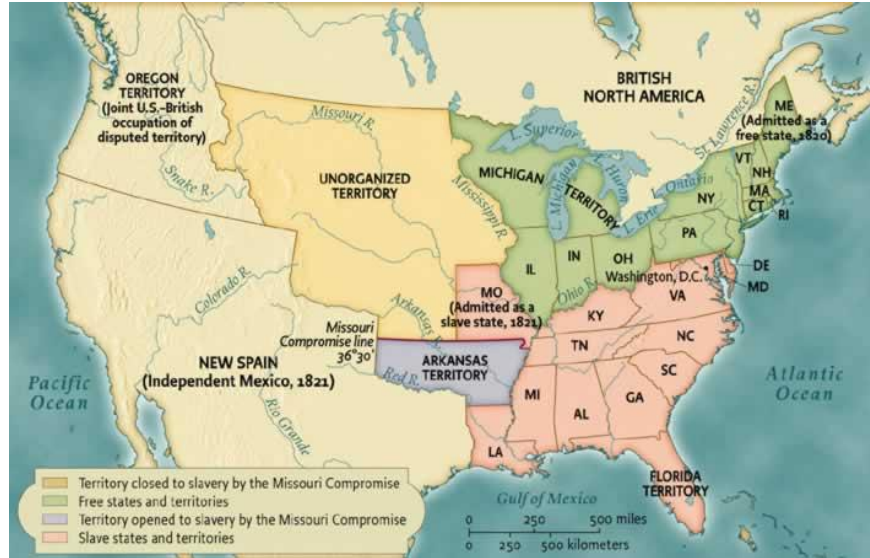 OREGON
TERRITORY
(Joint U.S.-British
occupation of
disputed territory)
BRITISH
NORTH AMERICA
ME
(Admitted as a
free state, 1820)
St. Lawrence R.
Missouri R.
L. Superior
MICHIGAN
TERRITORY
L. Michigan
L. Huron
L. Ontario
L. Erie
VT
NH
MA
CT
RI
NY
PA
Snake R.
UNORGANIZED
TERRITORY
Mississippi R.
IL
IN
OH
Washington, D.C.
DE
MD
Ohio R.
VA
Colorado R.
Arkansas R.
MO
(Admitted as a
slave state, 1821)
KY
Missouri
Compromise line
36°30'
NC
TN
NEW SPAIN
(Independent Mexico, 1821)
ARKANSAS
TERRITORY
Red R.
SC
Pacific
Ocean
Atlantic
Ocean
MI
AL
GA
Rio Grande
LA
FLORIDA
TERRITORY
Gulf of Mexico
Territory closed to slavery by the Missouri Compromise
Free states and territories
Territory opened to slavery by the Missouri Compromise
Slave states and territories
0 250 500 miles
0 250 500 kilometers